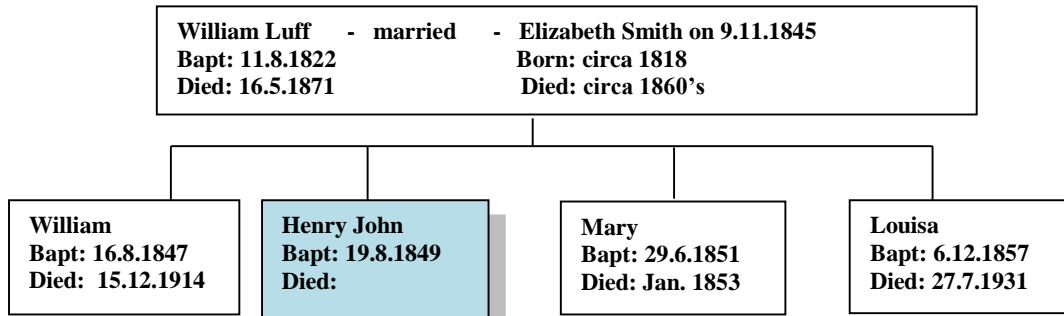 William Luff - married - Elizabeth Smith on 9.11.1845
Bapt: 11.8.1822 Born: circa 1818
Died: 16.5.1871 Died: circa 1860’s
William
Bapt: 16.8.1847
Died: 15.12.1914
Henry John
Bapt: 19.8.1849
Died:
Mary
Bapt: 29.6.1851
Died: Jan. 1853
Louisa
Bapt: 6.12.1857
Died: 27.7.1931